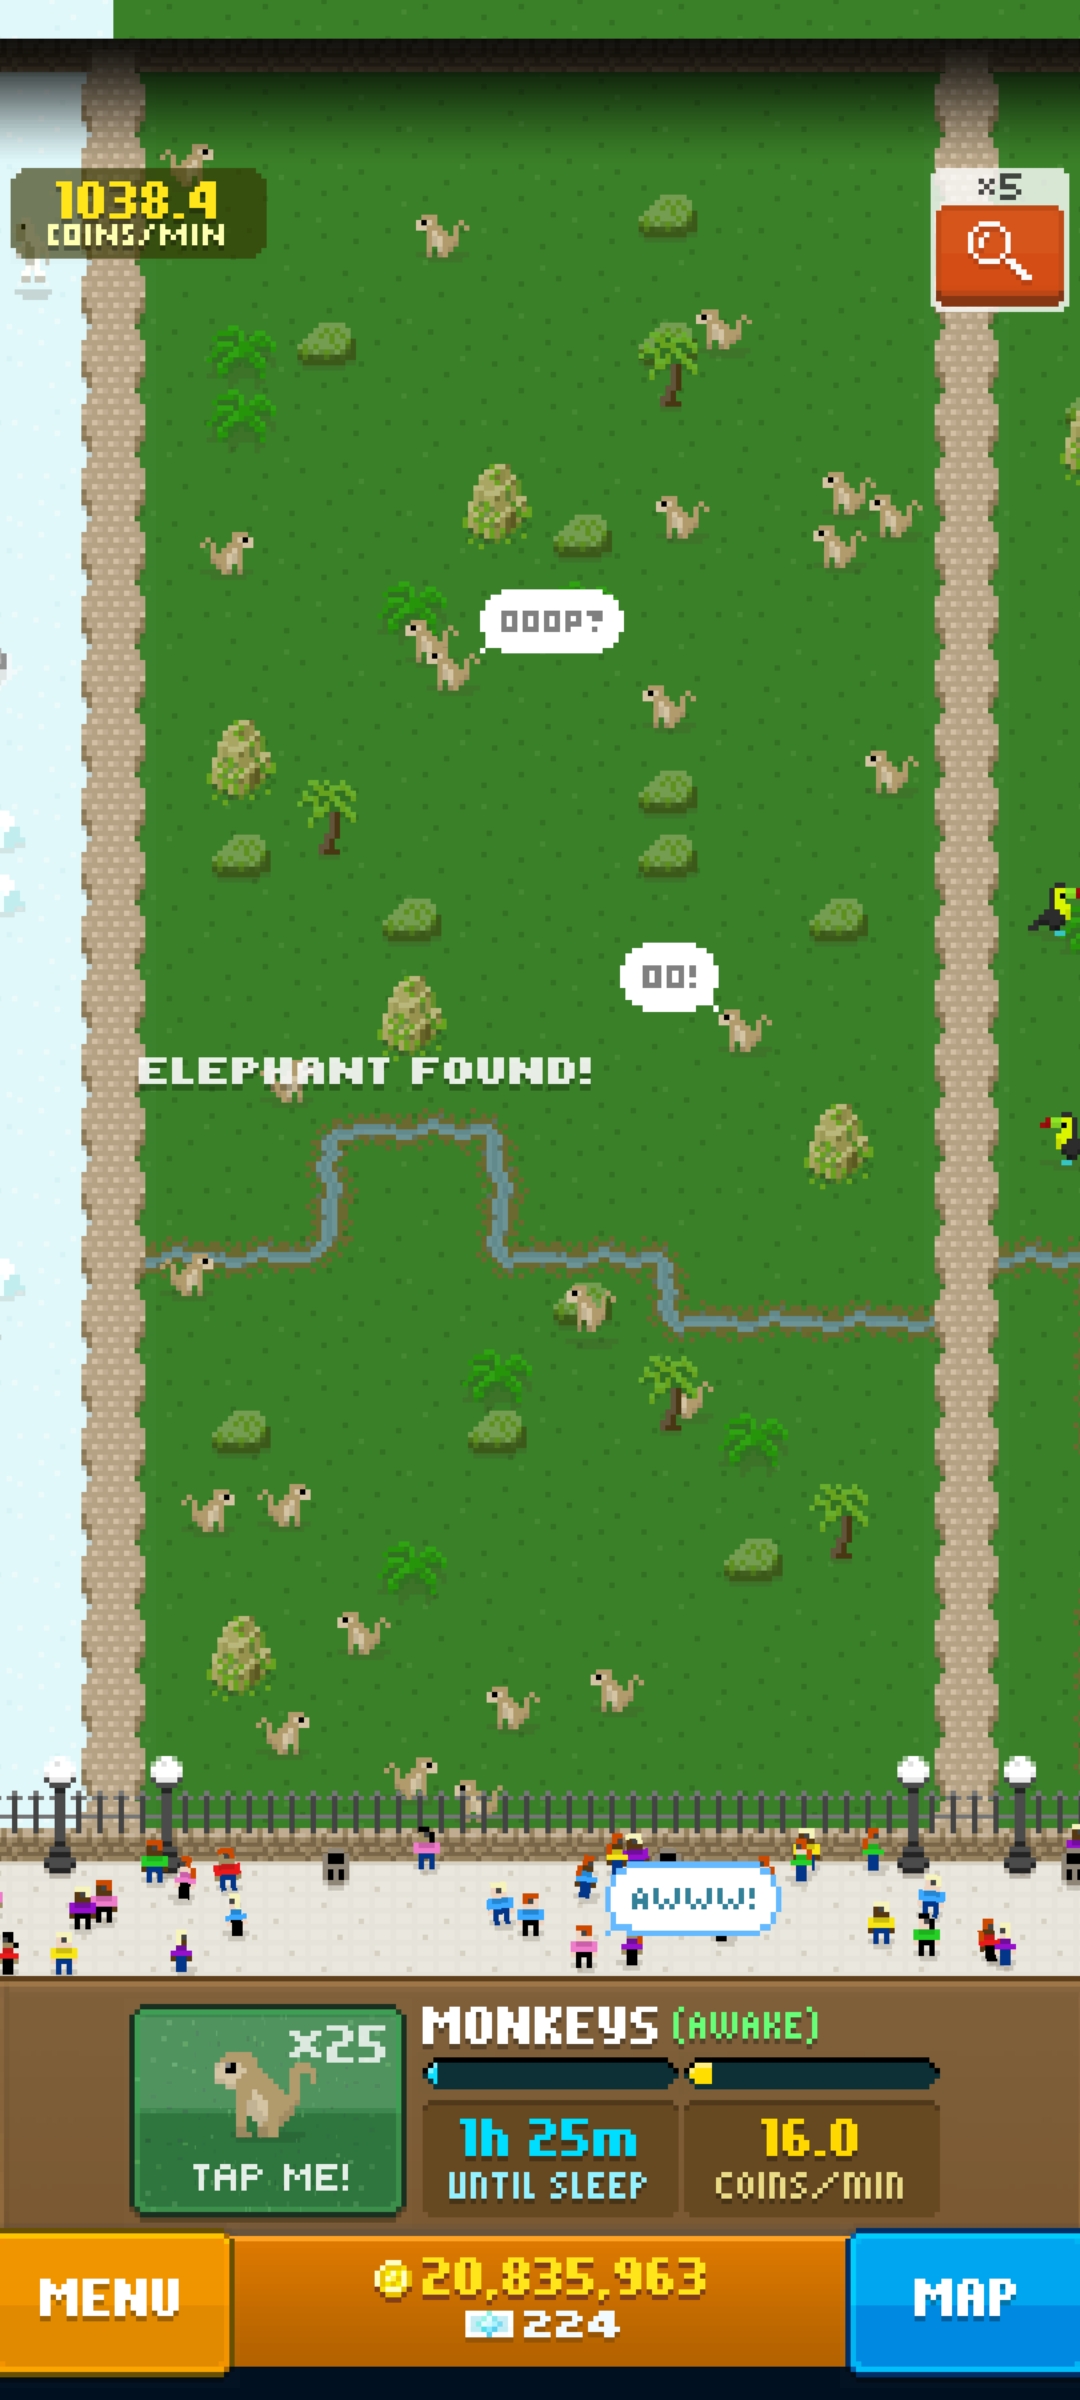 1038.4
COINS/MIN
x5
OOOP?
OO!
ELEPHANT FOUND!
AWWW!
x25
TAP ME!
MONKEYS (AWAKE)
1h 25m
UNTIL SLEEP
16.0
COINS/MIN
MENU
20,835,963
224
MAP